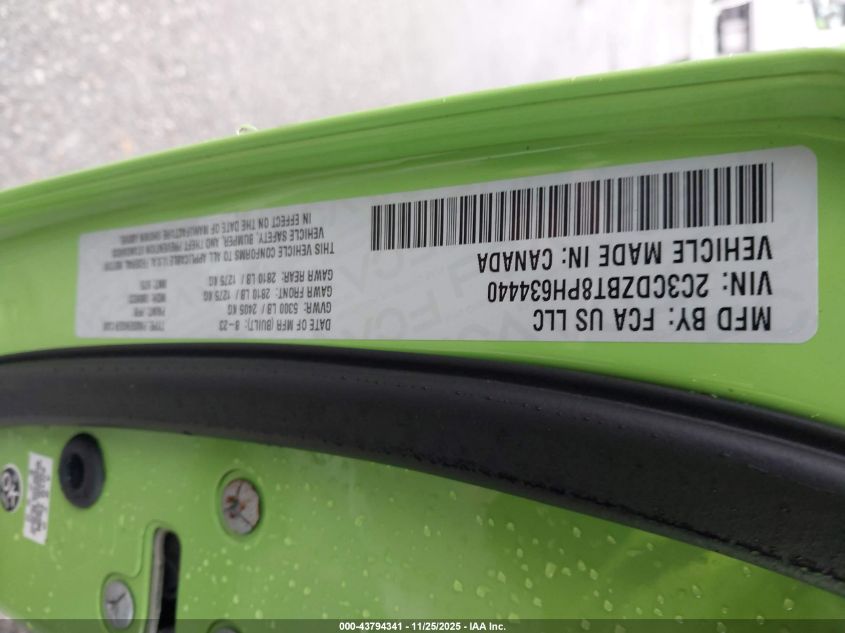 MFD BY: FCA US LLC
VIN: 2C3CDZBT8PH634440
VEHICLE MADE IN: CANADA
DATE OF MFR (BUILT): 8-23
GVWR: 5300 LB / 2405 KG
GAWR FRONT: 2810 LB / 1275 KG
GAWR REAR: 2810 LB / 1275 KG
TYPE: PASSENGER CAR
THIS VEHICLE CONFORMS TO ALL APPLICABLE U.S.A. FEDERAL MOTOR
VEHICLE SAFETY, BUMPER, AND THEFT PREVENTION STANDARDS
IN EFFECT ON THE DATE OF MANUFACTURE SHOWN ABOVE.
000-43794341 - 11/25/2025 - IAA Inc.